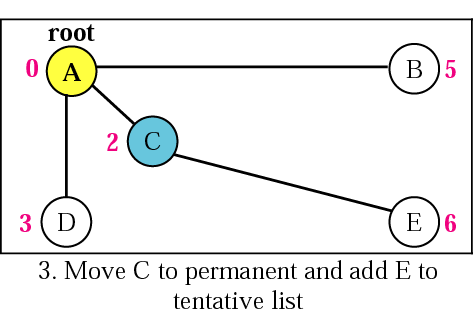 root
0 A B 5
2 C
3 D E 6
3. Move C to permanent and add E to
tentative list